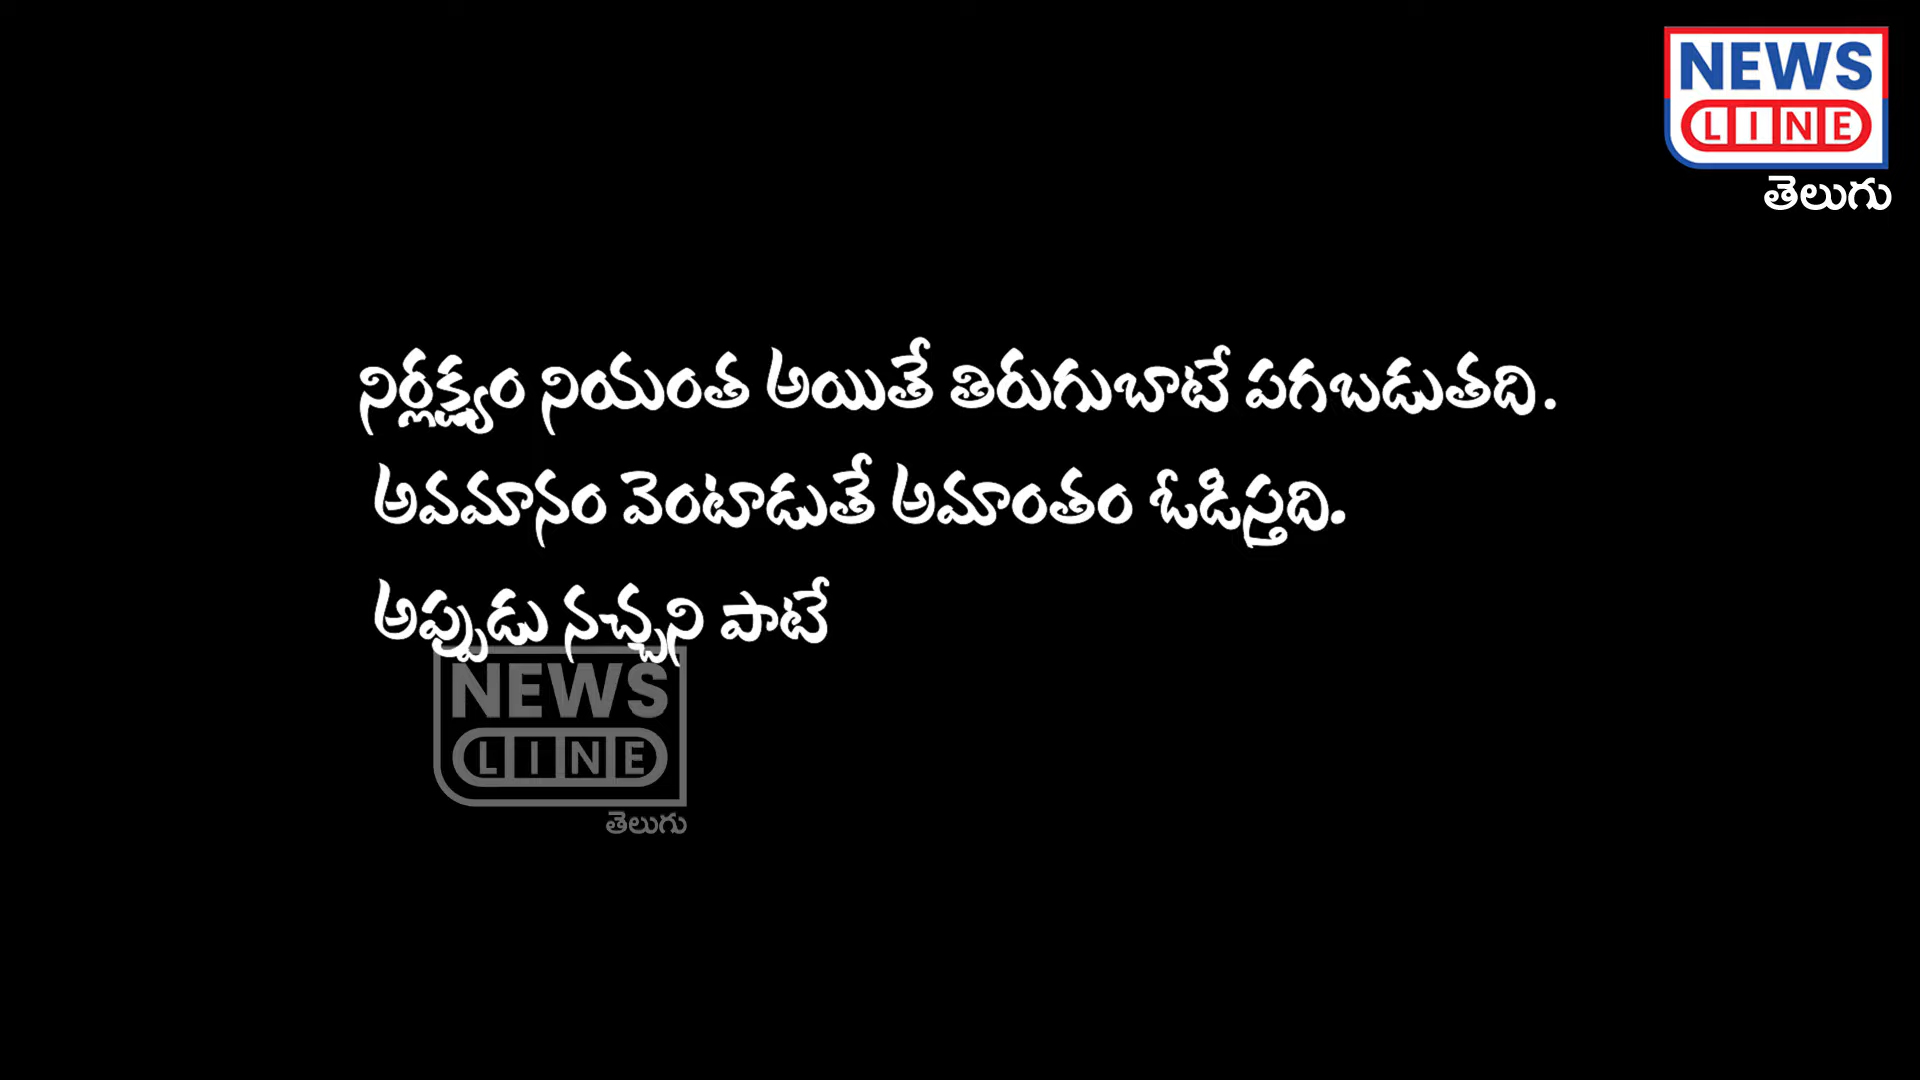 NEWS
LINE
తెలుగు
నిర్లక్ష్యం నియంత అయితే తిరుగుబాటే పగబడుతది.
అవమానం వెంటాడుతే అమాంతం ఓడిస్తది.
అప్పుడు నచ్చని పాటే
NEWS
LINE
తెలుగు